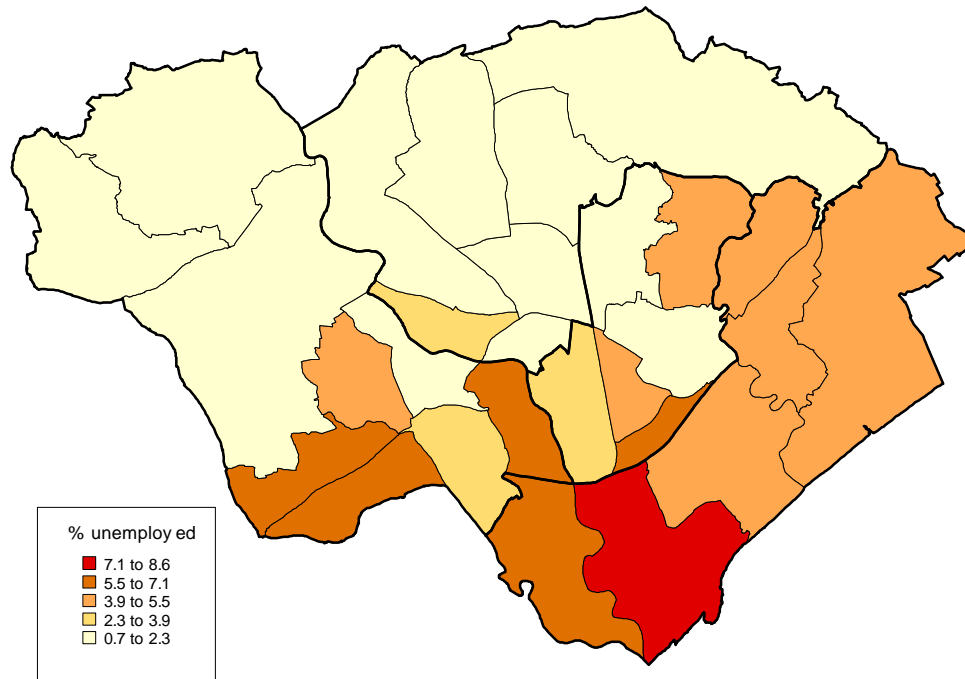 % unemploy ed
7.1 to 8.6
5.5 to 7.1
3.9 to 5.5
2.3 to 3.9
0.7 to 2.3